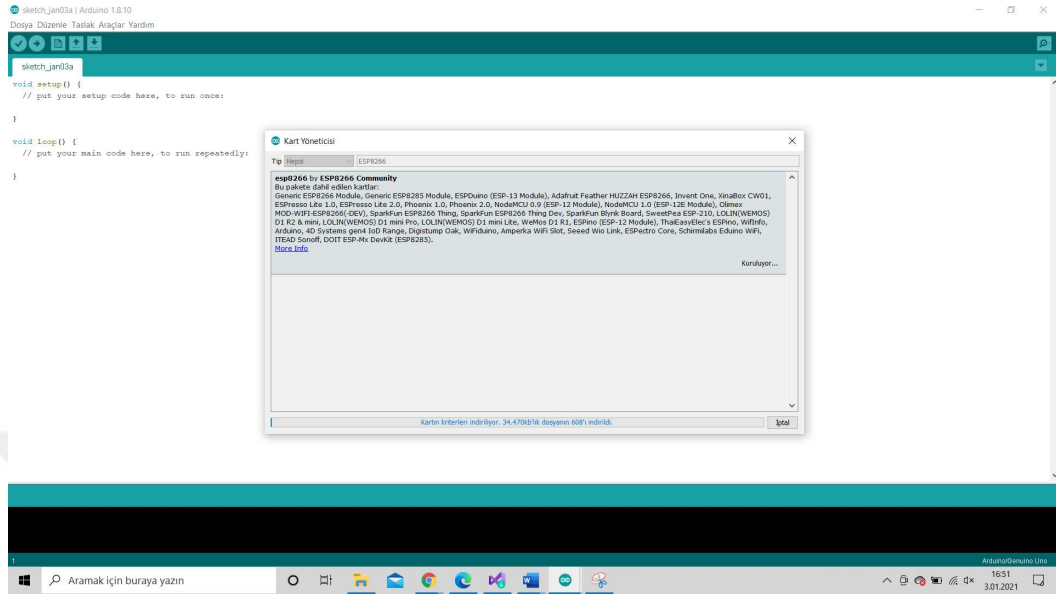 sketch_jan03a | Arduino 1.8.10
Dosya Düzenle Taslak Araçlar Yardım
sketch_jan03a
void setup() {
// put your setup code here, to run once:
}
void loop() {
// put your main code here, to run repeatedly:
}
Kart Yöneticisi
Tip Hepsi ESP8266
esp8266 by ESP8266 Community
Bu pakete dahil edilen kartlar:
Generic ESP8266 Module, Generic ESP8285 Module, ESPDuino (ESP-13 Module), Adafruit Feather HUZZAH ESP8266, Invent One, XinaBox CW01,
ESPresso Lite 1.0, ESPresso Lite 2.0, Phoenix 1.0, Phoenix 2.0, NodeMCU 0.9 (ESP-12 Module), NodeMCU 1.0 (ESP-12E Module), Olimex
MOD-WIFI-ESP8266(-DEV), SparkFun ESP8266 Thing, SparkFun ESP8266 Thing Dev, SparkFun Blynk Board, SweetPea ESP-210, LOLIN(WEMOS)
D1 R2 & mini, LOLIN(WEMOS) D1 mini Pro, LOLIN(WEMOS) D1 mini Lite, WeMos D1 R1, ESPino (ESP-12 Module), ThaiEasyElec's ESPino, WifInfo,
Arduino, 4D Systems gen4 IoD Range, Digistump Oak, WiFiduino, Amperka WiFi Slot, Seeed Wio Link, ESPectro Core, Schirmilabs Eduino WiFi,
ITEAD Sonoff, DOIT ESP-Mx DevKit (ESP8285).
More Info
Kuruluyor...
Kartın kriterleri indiriliyor. 34.470kb'lık dosyanın 608'i indirildi.
İptal
1
Arduino/Genuino Uno
Aramak için buraya yazın
16:51
3.01.2021